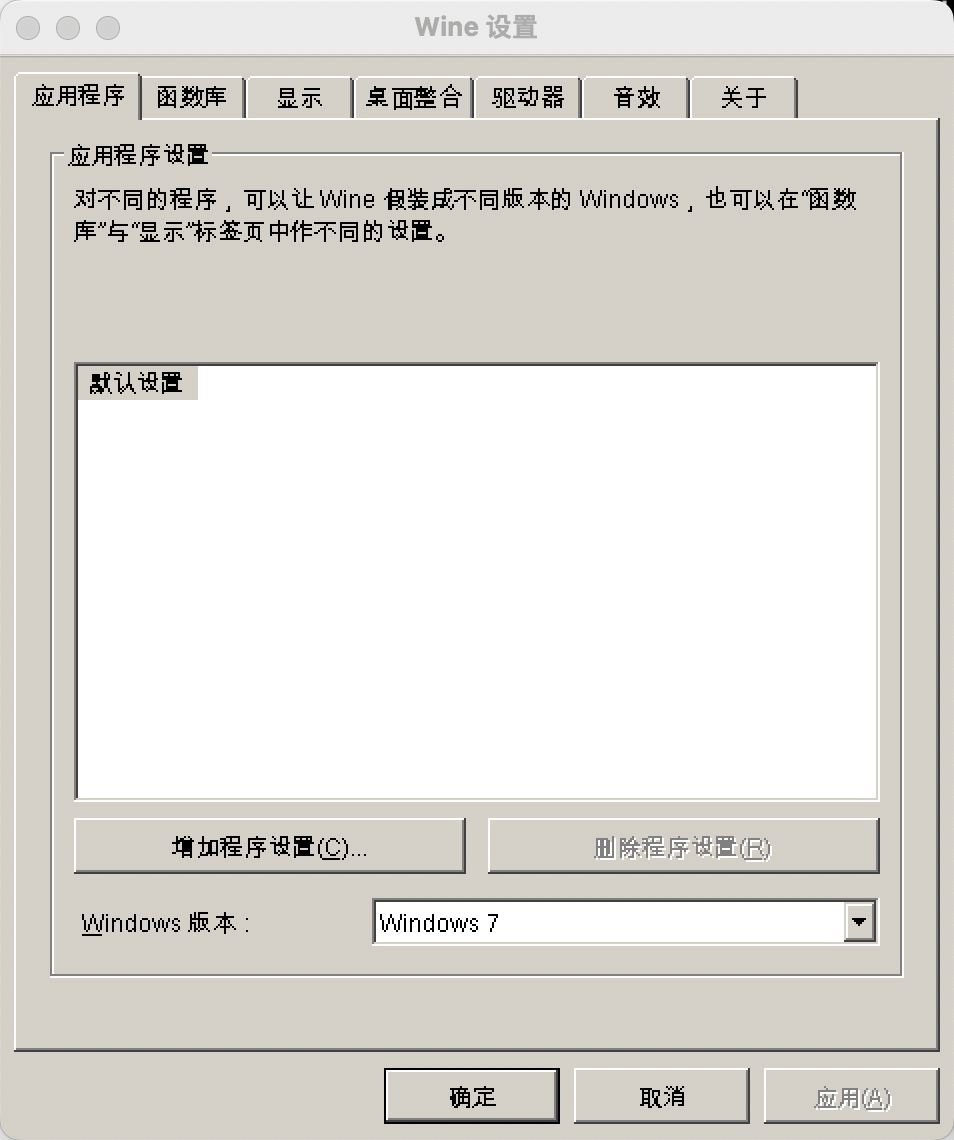 Wine 设置
应用程序 函数库 显示 桌面整合 驱动器 音效 关于
应用程序设置
对不同的程序，可以让 Wine 假装成不同版本的 Windows，也可以在“函数
库”与“显示”标签页中作不同的设置。
默认设置
增加程序设置(C)... 删除程序设置(R)
Windows 版本： Windows 7
确定 取消 应用(A)